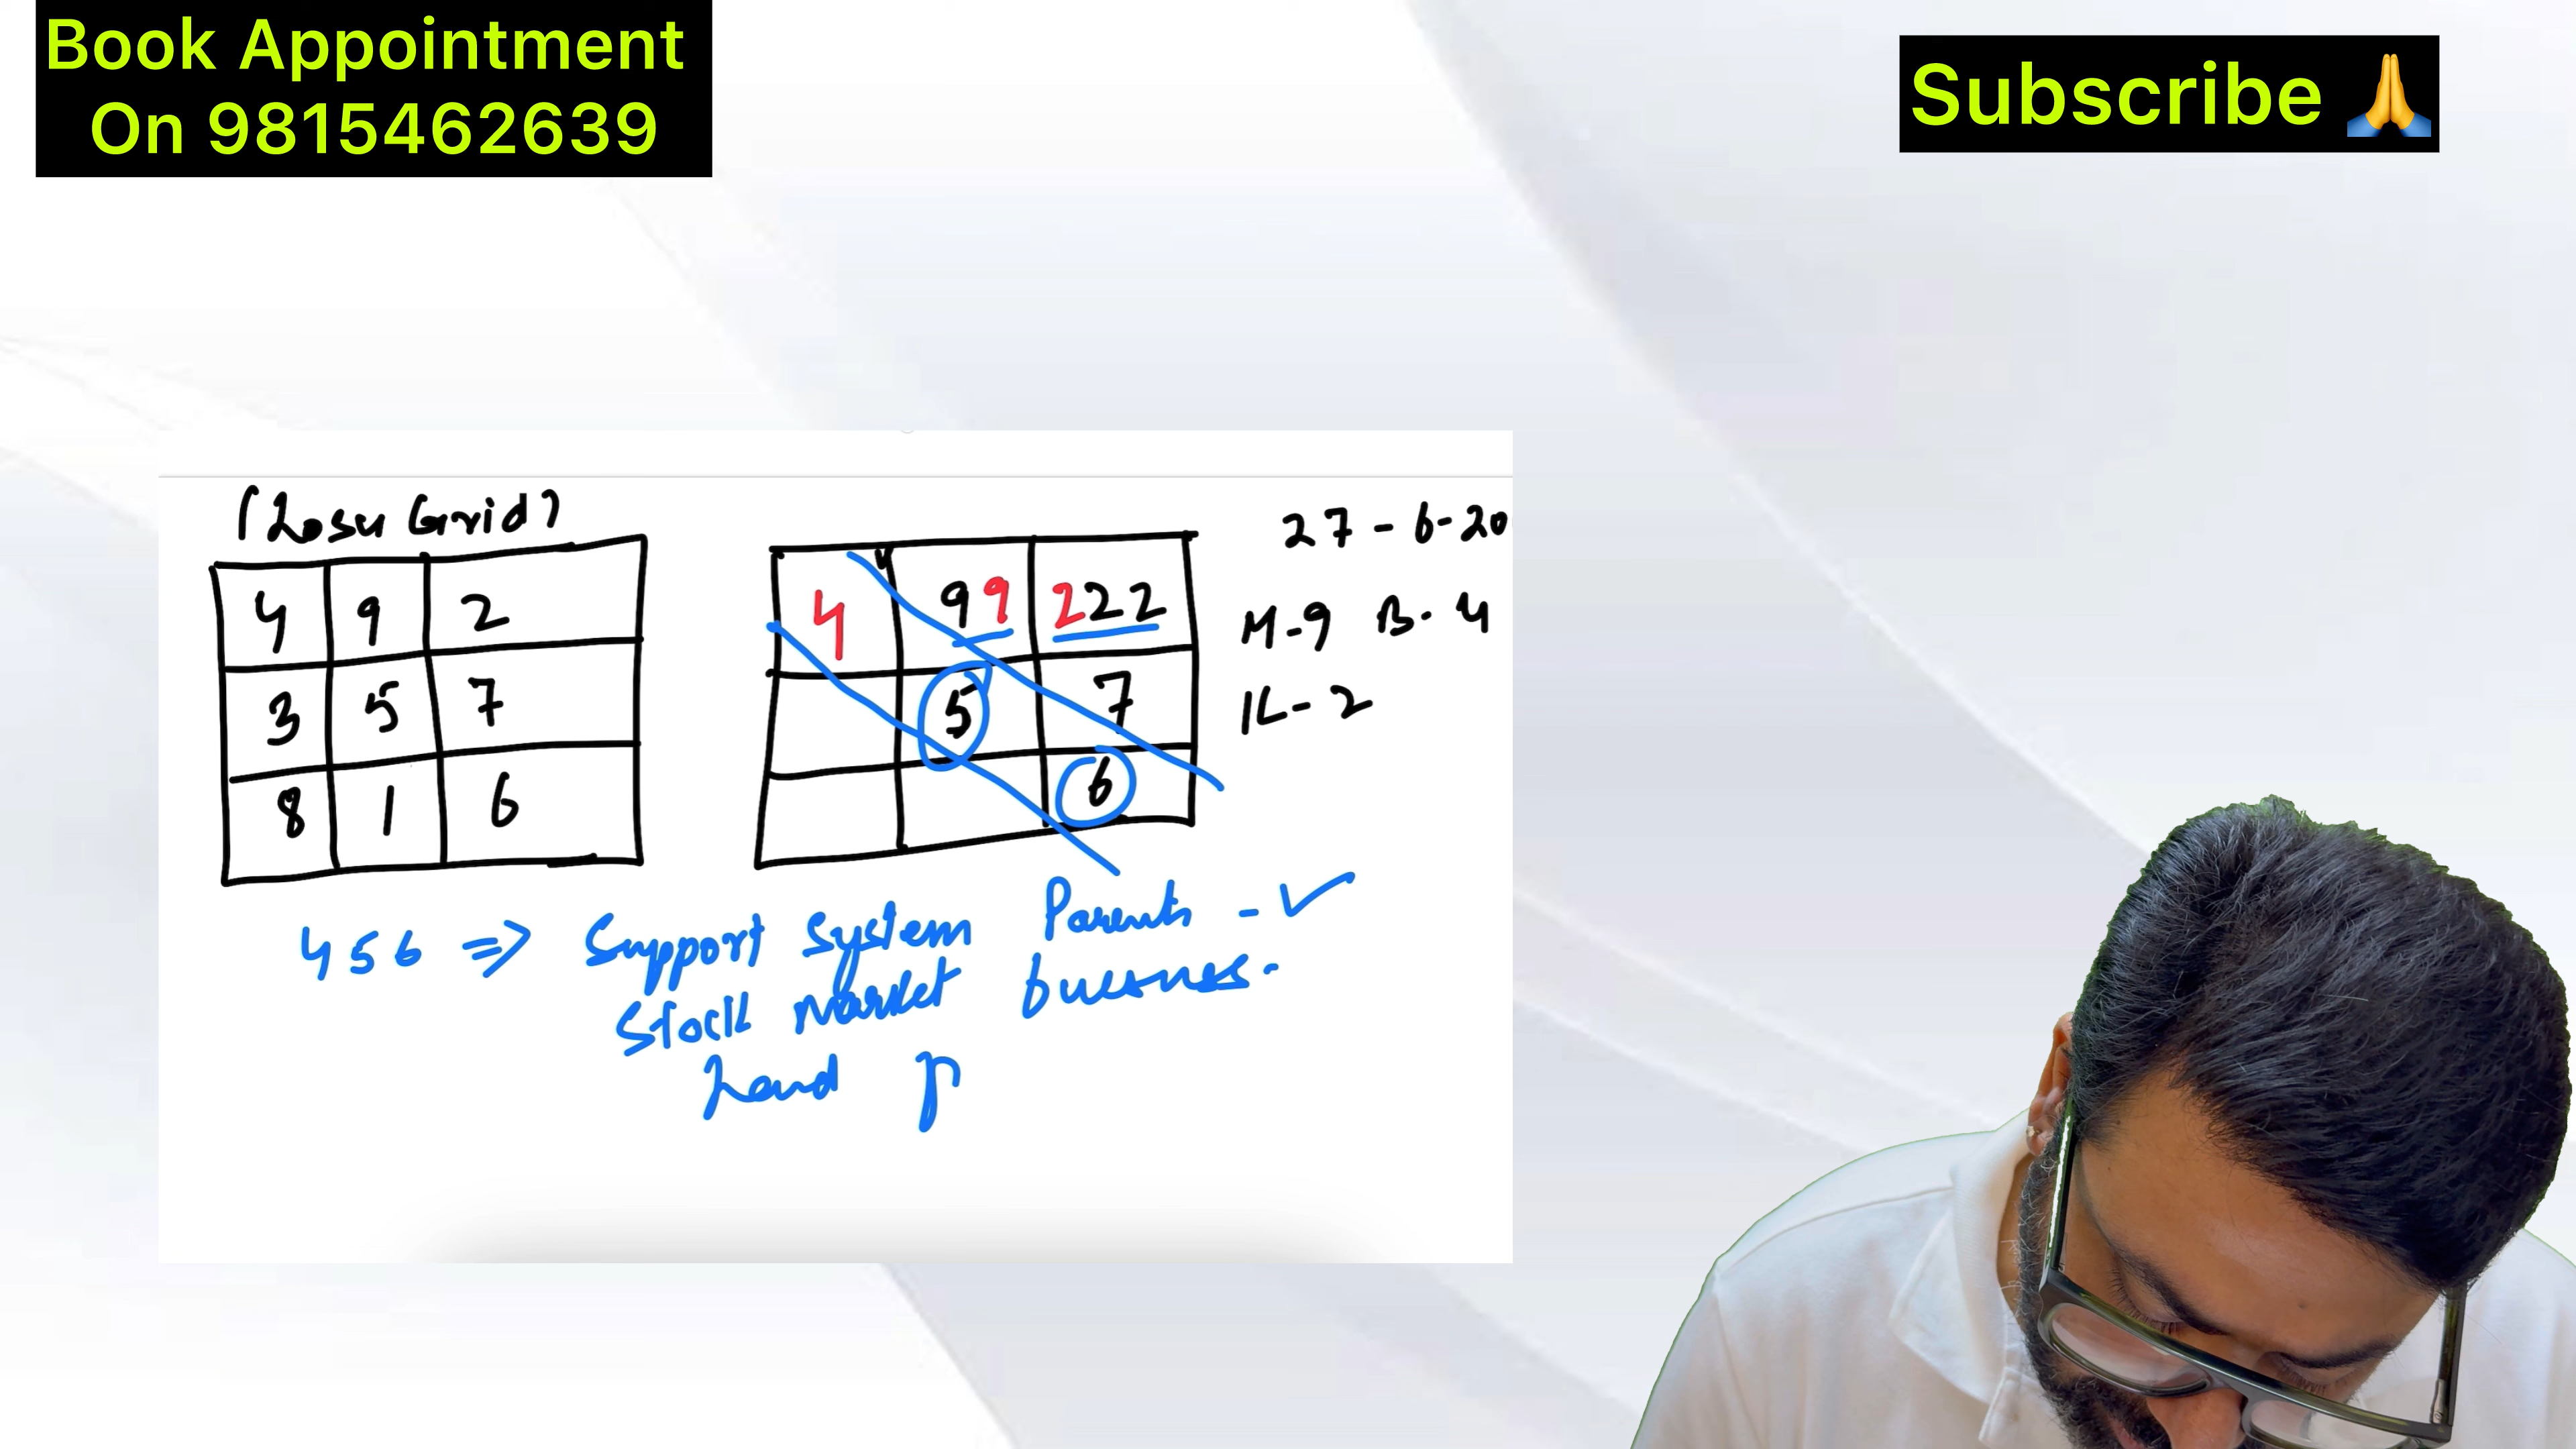 Book Appointment
On 9815462639
Subscribe 🙏
(Losu Grid)
4 9 2
3 5 7
8 1 6
4 99 222
5 7
6
27 - 6 - 20
M - 9 B - 4
K - 2
456 => Support System Parents - ✓
Stock Market
Land P